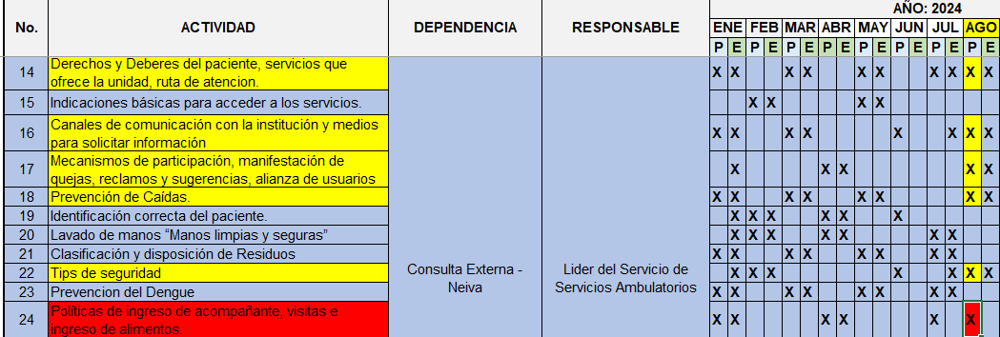 AÑO: 2024
No. ACTIVIDAD DEPENDENCIA RESPONSABLE ENE FEB MAR ABR MAY JUN JUL AGO
P E P E P E P E P E P E P E P E
14 Derechos y Deberes del paciente, servicios que
ofrece la unidad, ruta de atencion. X X X X X X X X X X
15 Indicaciones básicas para acceder a los servicios. X X X X
16 Canales de comunicación con la institución y medios
para solicitar información X X X X X X X X
17 Mecanismos de participación, manifestación de
quejas, reclamos y sugerencias, alianza de usuarios X X X X X
18 Prevención de Caídas. X X X X X X X X
19 Identificación correcta del paciente. X X X X X X
20 Lavado de manos “Manos limpias y seguras” X X X X X X X
21 Clasificación y disposición de Residuos X X X X X X X X
22 Tips de seguridad X X X X X X X
23 Prevencion del Dengue X X X X X X X X
24 Políticas de ingreso de acompañante, visitas e
ingreso de alimentos. X X X X X X
Consulta Externa -
Neiva
Lider del Servicio de
Servicios Ambulatorios